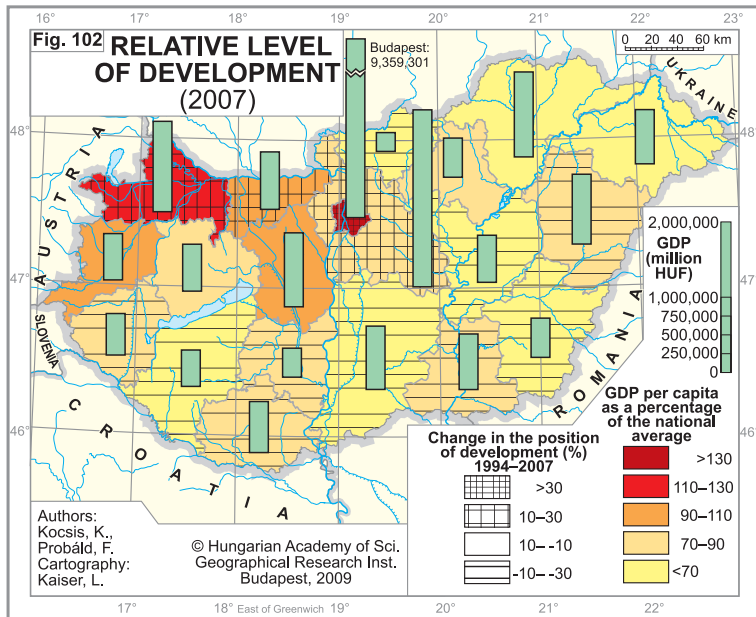 16° 17° 18° 19° 20° 21° 22° 23°
Fig. 102
RELATIVE LEVEL
OF DEVELOPMENT
(2007)
Budapest:
9,359,301
0 20 40 60 km
UKRAINE
48° 48°
AUSTRIA
47° 47°
SLOVENIA
CROATIA
ROMANIA
46° 46°
2,000,000
GDP
(million
HUF)
1,000,000
750,000
500,000
250,000
0
GDP per capita
as a percentage
of the national
average
>130
110–130
90–110
70–90
<70
Change in the position
of development (%)
1994–2007
>30
10–30
10–-10
-10–-30
Authors:
Kocsis, K.,
Probáld, F.
Cartography:
Kaiser, L.
© Hungarian Academy of Sci.
Geographical Research Inst.
Budapest, 2009
17° 18° East of Greenwich 19° 20° 21° 22°